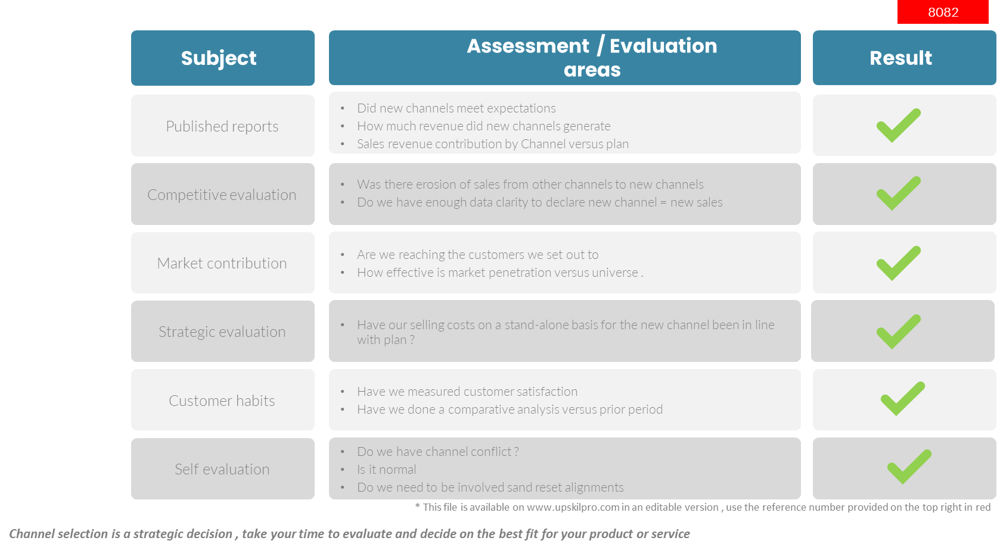 8082
Subject
Assessment / Evaluation
areas
Result
Published reports
• Did new channels meet expectations
• How much revenue did new channels generate
• Sales revenue contribution by Channel versus plan
Competitive evaluation
• Was there erosion of sales from other channels to new channels
• Do we have enough data clarity to declare new channel = new sales
Market contribution
• Are we reaching the customers we set out to
• How effective is market penetration versus universe .
Strategic evaluation
• Have our selling costs on a stand-alone basis for the new channel been in line
with plan ?
Customer habits
• Have we measured customer satisfaction
• Have we done a comparative analysis versus prior period
Self evaluation
• Do we have channel conflict ?
• Is it normal
• Do we need to be involved sand reset alignments
* This file is available on www.upskilpro.com in an editable version , use the reference number provided on the top right in red
Channel selection is a strategic decision , take your time to evaluate and decide on the best fit for your product or service